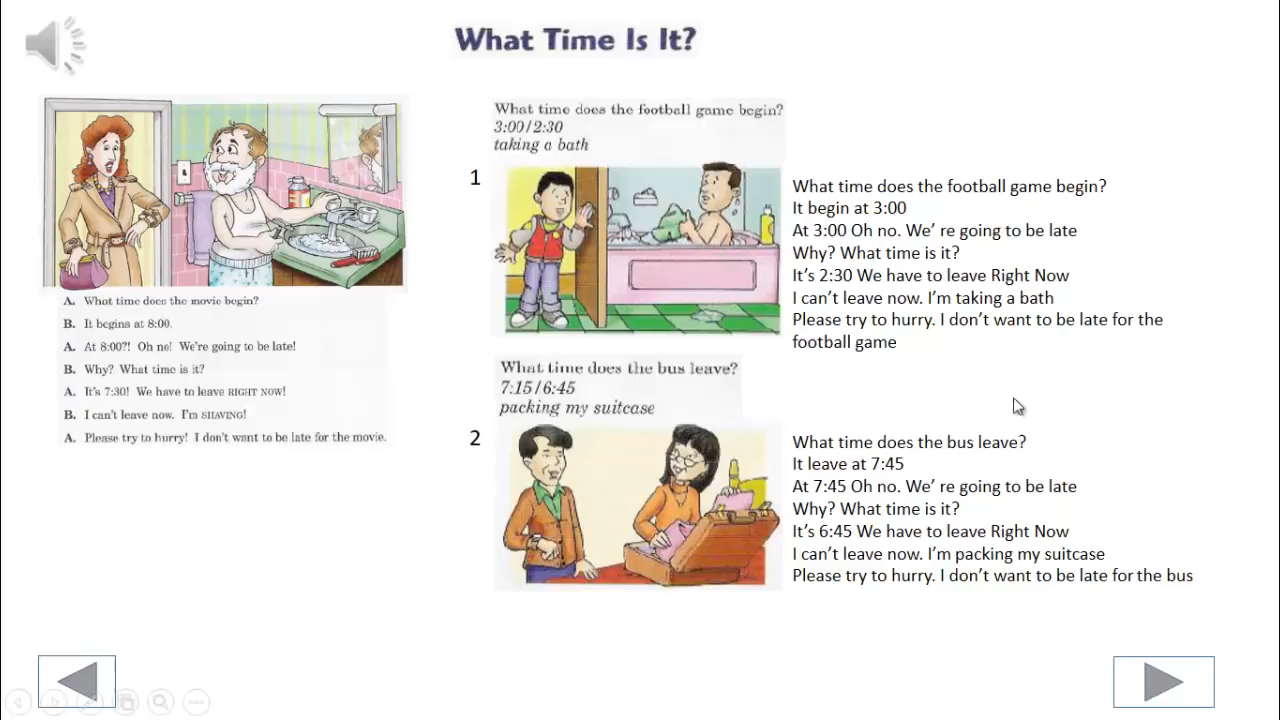 What Time Is It?
A. What time does the movie begin?
B. It begins at 8:00.
A. At 8:00?! Oh no! We're going to be late!
B. Why? What time is it?
A. It's 7:30! We have to leave RIGHT NOW!
B. I can't leave now. I'm SHAVING!
A. Please try to hurry! I don't want to be late for the movie.
What time does the football game begin?
3:00/2:30
taking a bath
1
What time does the football game begin?
It begin at 3:00
At 3:00 Oh no. We’ re going to be late
Why? What time is it?
It’s 2:30 We have to leave Right Now
I can’t leave now. I’m taking a bath
Please try to hurry. I don’t want to be late for the
football game
What time does the bus leave?
7:15/6:45
packing my suitcase
2
What time does the bus leave?
It leave at 7:45
At 7:45 Oh no. We’ re going to be late
Why? What time is it?
It’s 6:45 We have to leave Right Now
I can’t leave now. I’m packing my suitcase
Please try to hurry. I don’t want to be late for the bus